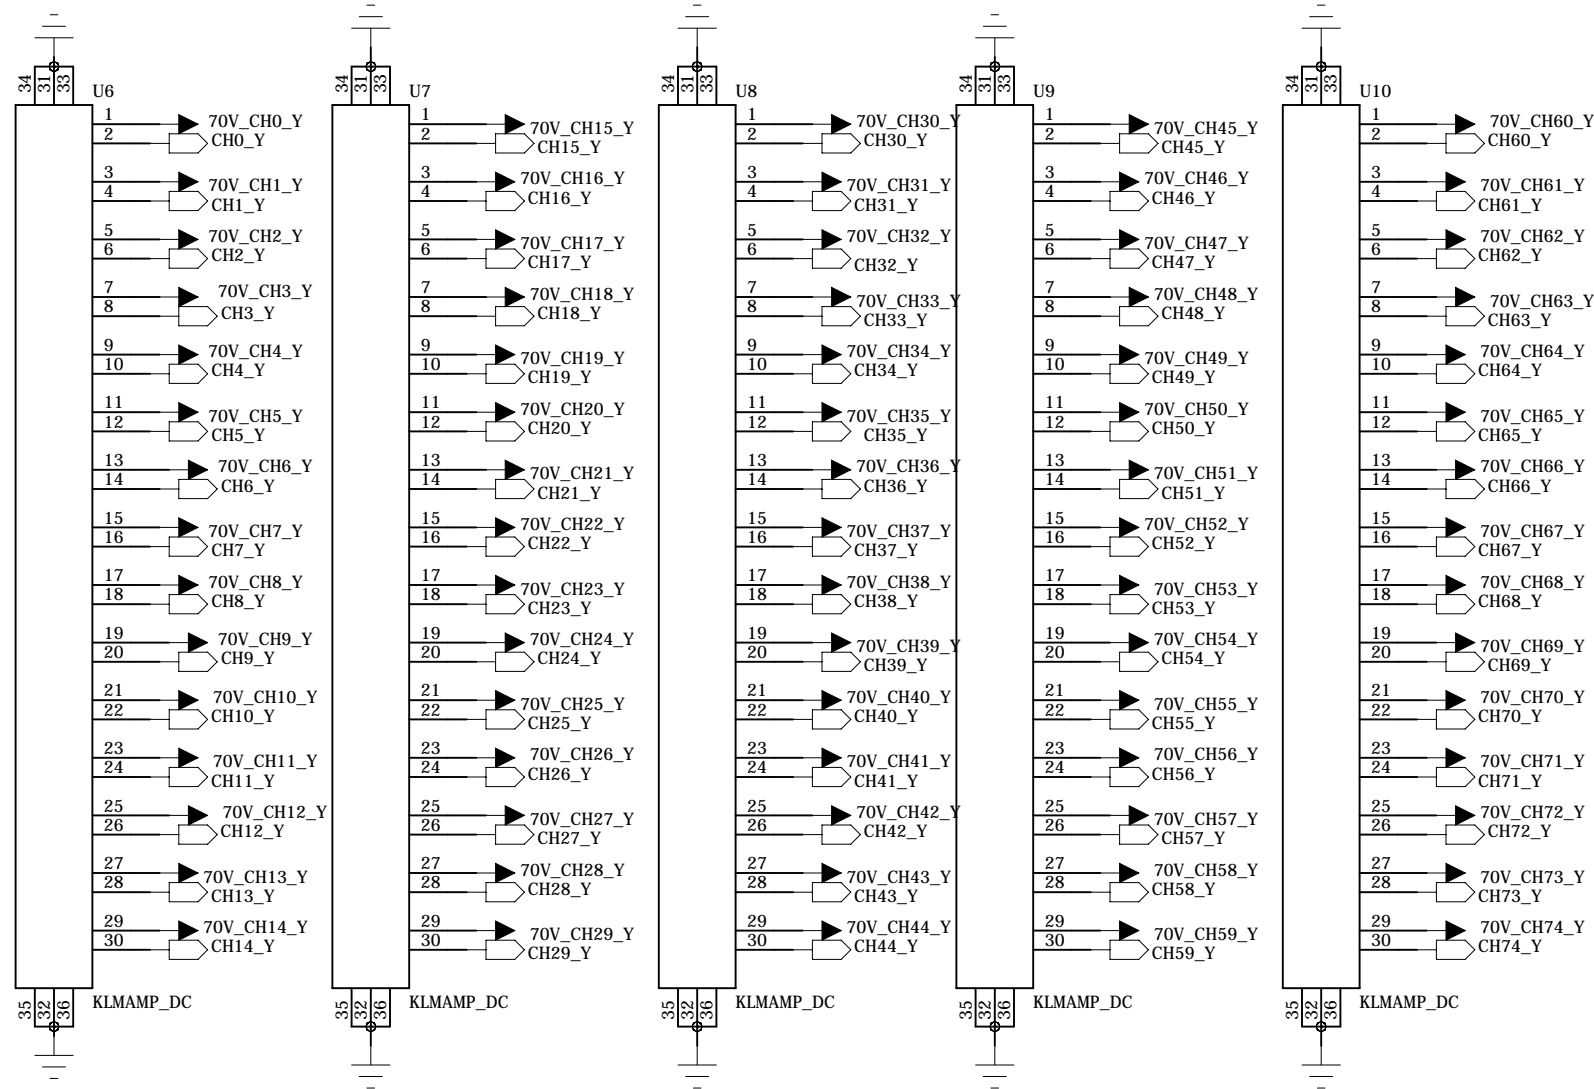 34 31 33
U6
1 70V_CH0_Y
2 CH0_Y
3 70V_CH1_Y
4 CH1_Y
5 70V_CH2_Y
6 CH2_Y
7 70V_CH3_Y
8 CH3_Y
9 70V_CH4_Y
10 CH4_Y
11 70V_CH5_Y
12 CH5_Y
13 70V_CH6_Y
14 CH6_Y
15 70V_CH7_Y
16 CH7_Y
17 70V_CH8_Y
18 CH8_Y
19 70V_CH9_Y
20 CH9_Y
21 70V_CH10_Y
22 CH10_Y
23 70V_CH11_Y
24 CH11_Y
25 70V_CH12_Y
26 CH12_Y
27 70V_CH13_Y
28 CH13_Y
29 70V_CH14_Y
30 CH14_Y
35 32 36
KLMAMP_DC
34 31 33
U7
1 70V_CH15_Y
2 CH15_Y
3 70V_CH16_Y
4 CH16_Y
5 70V_CH17_Y
6 CH17_Y
7 70V_CH18_Y
8 CH18_Y
9 70V_CH19_Y
10 CH19_Y
11 70V_CH20_Y
12 CH20_Y
13 70V_CH21_Y
14 CH21_Y
15 70V_CH22_Y
16 CH22_Y
17 70V_CH23_Y
18 CH23_Y
19 70V_CH24_Y
20 CH24_Y
21 70V_CH25_Y
22 CH25_Y
23 70V_CH26_Y
24 CH26_Y
25 70V_CH27_Y
26 CH27_Y
27 70V_CH28_Y
28 CH28_Y
29 70V_CH29_Y
30 CH29_Y
35 32 36
KLMAMP_DC
34 31 33
U8
1 70V_CH30_Y
2 CH30_Y
3 70V_CH31_Y
4 CH31_Y
5 70V_CH32_Y
6 CH32_Y
7 70V_CH33_Y
8 CH33_Y
9 70V_CH34_Y
10 CH34_Y
11 70V_CH35_Y
12 CH35_Y
13 70V_CH36_Y
14 CH36_Y
15 70V_CH37_Y
16 CH37_Y
17 70V_CH38_Y
18 CH38_Y
19 70V_CH39_Y
20 CH39_Y
21 70V_CH40_Y
22 CH40_Y
23 70V_CH41_Y
24 CH41_Y
25 70V_CH42_Y
26 CH42_Y
27 70V_CH43_Y
28 CH43_Y
29 70V_CH44_Y
30 CH44_Y
35 32 36
KLMAMP_DC
34 31 33
U9
1 70V_CH45_Y
2 CH45_Y
3 70V_CH46_Y
4 CH46_Y
5 70V_CH47_Y
6 CH47_Y
7 70V_CH48_Y
8 CH48_Y
9 70V_CH49_Y
10 CH49_Y
11 70V_CH50_Y
12 CH50_Y
13 70V_CH51_Y
14 CH51_Y
15 70V_CH52_Y
16 CH52_Y
17 70V_CH53_Y
18 CH53_Y
19 70V_CH54_Y
20 CH54_Y
21 70V_CH55_Y
22 CH55_Y
23 70V_CH56_Y
24 CH56_Y
25 70V_CH57_Y
26 CH57_Y
27 70V_CH58_Y
28 CH58_Y
29 70V_CH59_Y
30 CH59_Y
35 32 36
KLMAMP_DC
34 31 33
U10
1 70V_CH60_Y
2 CH60_Y
3 70V_CH61_Y
4 CH61_Y
5 70V_CH62_Y
6 CH62_Y
7 70V_CH63_Y
8 CH63_Y
9 70V_CH64_Y
10 CH64_Y
11 70V_CH65_Y
12 CH65_Y
13 70V_CH66_Y
14 CH66_Y
15 70V_CH67_Y
16 CH67_Y
17 70V_CH68_Y
18 CH68_Y
19 70V_CH69_Y
20 CH69_Y
21 70V_CH70_Y
22 CH70_Y
23 70V_CH71_Y
24 CH71_Y
25 70V_CH72_Y
26 CH72_Y
27 70V_CH73_Y
28 CH73_Y
29 70V_CH74_Y
30 CH74_Y
35 32 36
KLMAMP_DC